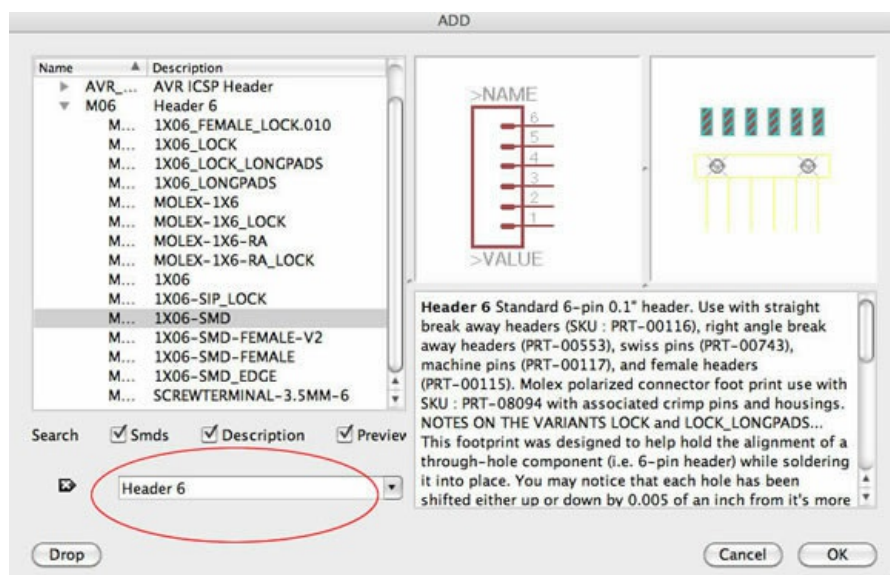 ADD
Name Description
AVR_... AVR ICSP Header
M06 Header 6
M... 1X06_FEMALE_LOCK.010
M... 1X06_LOCK
M... 1X06_LOCK_LONGPADS
M... 1X06_LONGPADS
M... MOLEX-1X6
M... MOLEX-1X6_LOCK
M... MOLEX-1X6-RA
M... MOLEX-1X6-RA_LOCK
M... 1X06
M... 1X06-SIP_LOCK
M... 1X06-SMD
M... 1X06-SMD-FEMALE-V2
M... 1X06-SMD-FEMALE
M... 1X06-SMD_EDGE
M... SCREWTERMINAL-3.5MM-6
>NAME
6
5
4
3
2
1
>VALUE
Header 6 Standard 6-pin 0.1" header. Use with straight
break away headers (SKU : PRT-00116), right angle break
away headers (PRT-00553), swiss pins (PRT-00743),
machine pins (PRT-00117), and female headers
(PRT-00115). Molex polarized connector foot print use with
SKU : PRT-08094 with associated crimp pins and housings.
NOTES ON THE VARIANTS LOCK and LOCK_LONGPADS...
This footprint was designed to help hold the alignment of a
through-hole component (i.e. 6-pin header) while soldering
it into place. You may notice that each hole has been
shifted either up or down by 0.005 of an inch from it's more
Search Smds Description Preview
Header 6
Drop Cancel OK